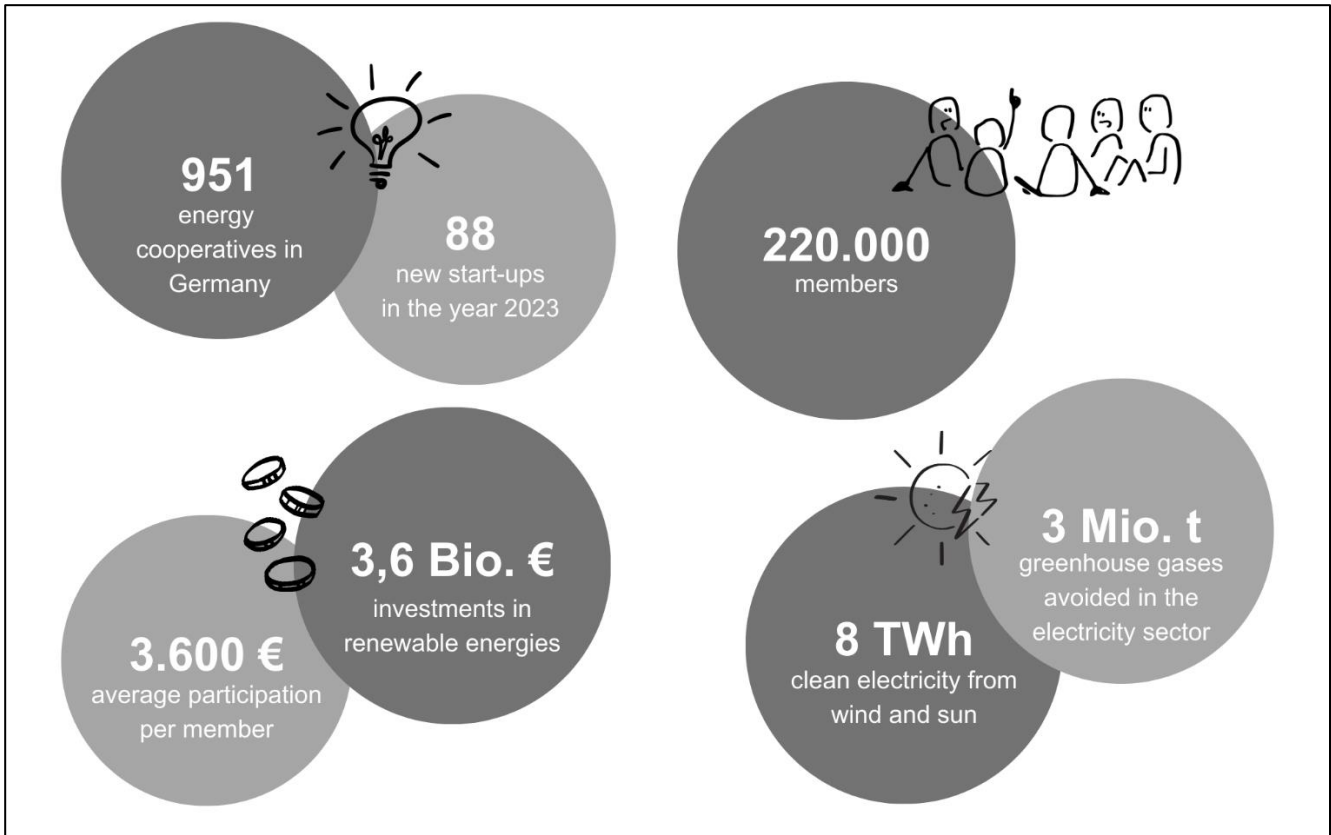 951
energy
cooperatives in
Germany
88
new start-ups
in the year 2023
220.000
members
3,6 Bio. €
investments in
renewable energies
3.600 €
average participation
per member
3 Mio. t
greenhouse gases
avoided in the
electricity sector
8 TWh
clean electricity from
wind and sun